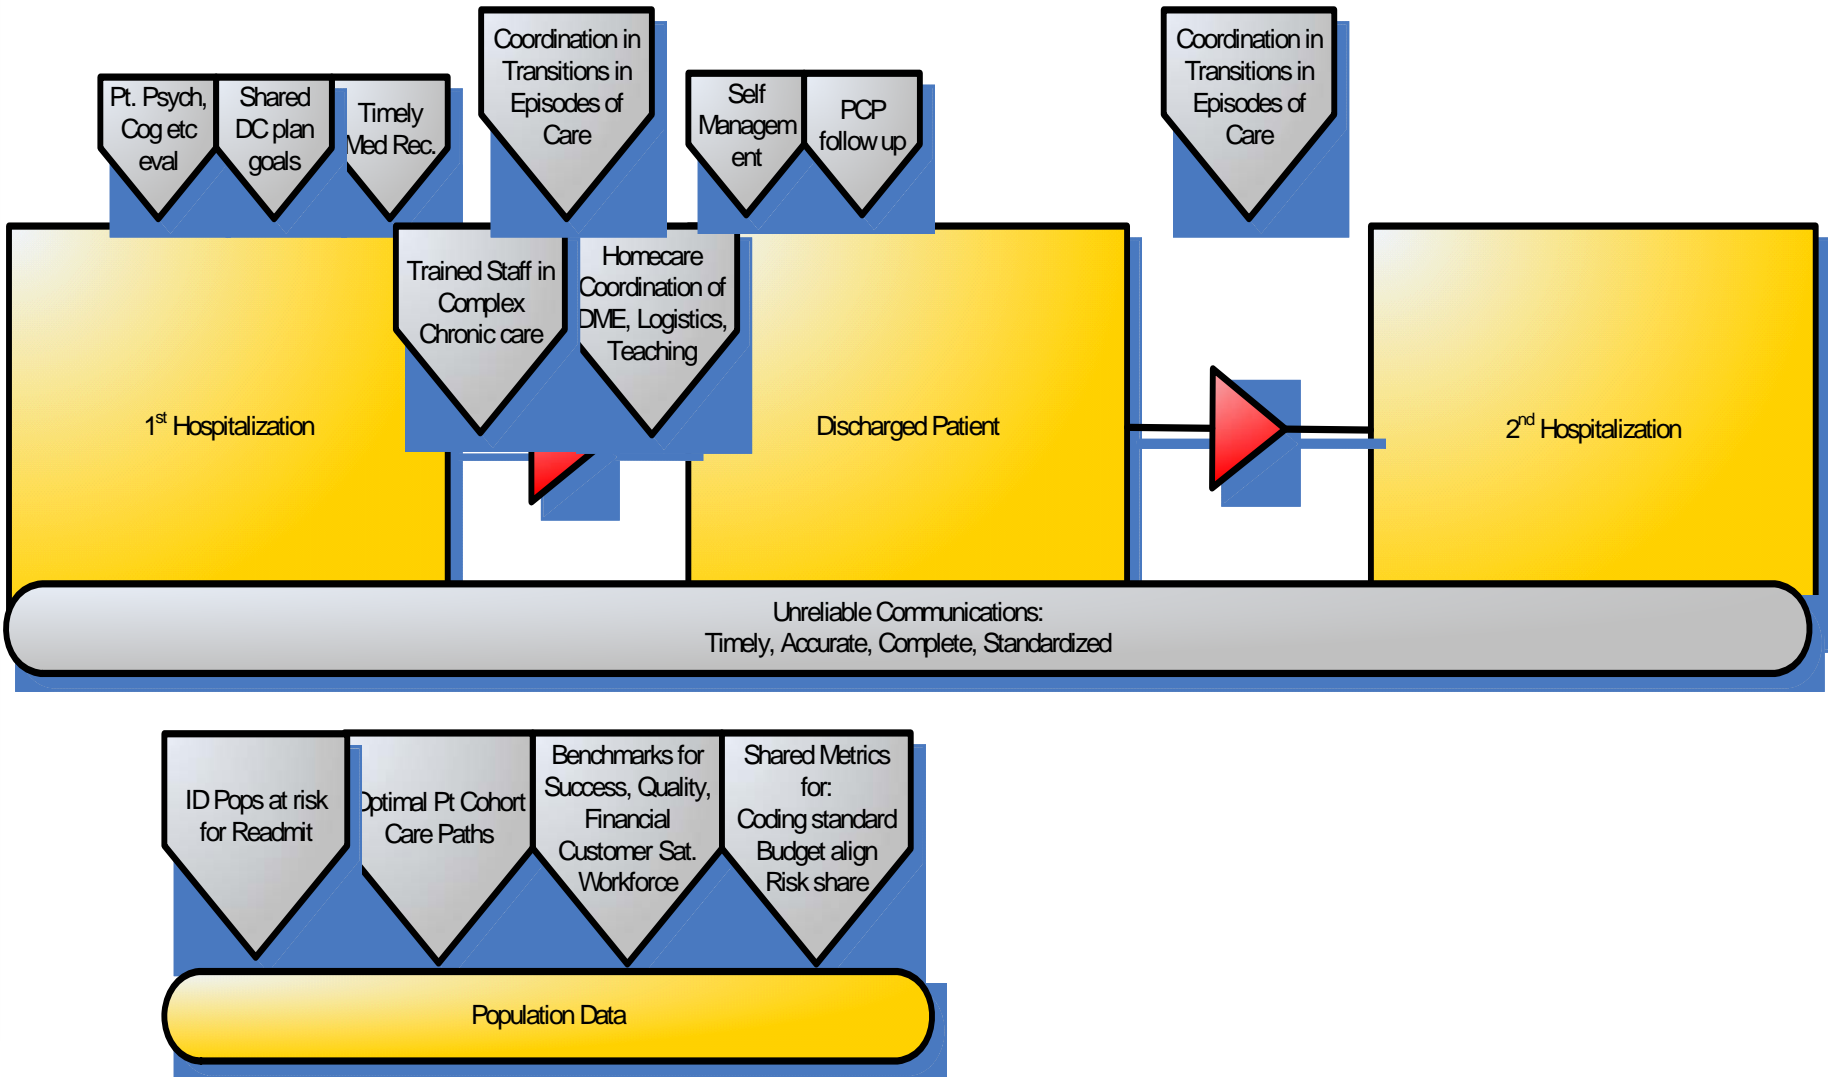 Pt. Psych,
Cog etc
eval
Shared
DC plan
goals
Timely
Med Rec.
Coordination in
Transitions in
Episodes of
Care
Self
Managem
ent
PCP
follow up
Coordination in
Transitions in
Episodes of
Care
Trained Staff in
Complex
Chronic care
Homecare
Coordination of
DME, Logistics,
Teaching
1st Hospitalization
Discharged Patient
2nd Hospitalization
Unreliable Communications:
Timely, Accurate, Complete, Standardized
ID Pops at risk
for Readmit
Optimal Pt Cohort
Care Paths
Benchmarks for
Success, Quality,
Financial
Customer Sat.
Workforce
Shared Metrics
for:
Coding standard
Budget align
Risk share
Population Data